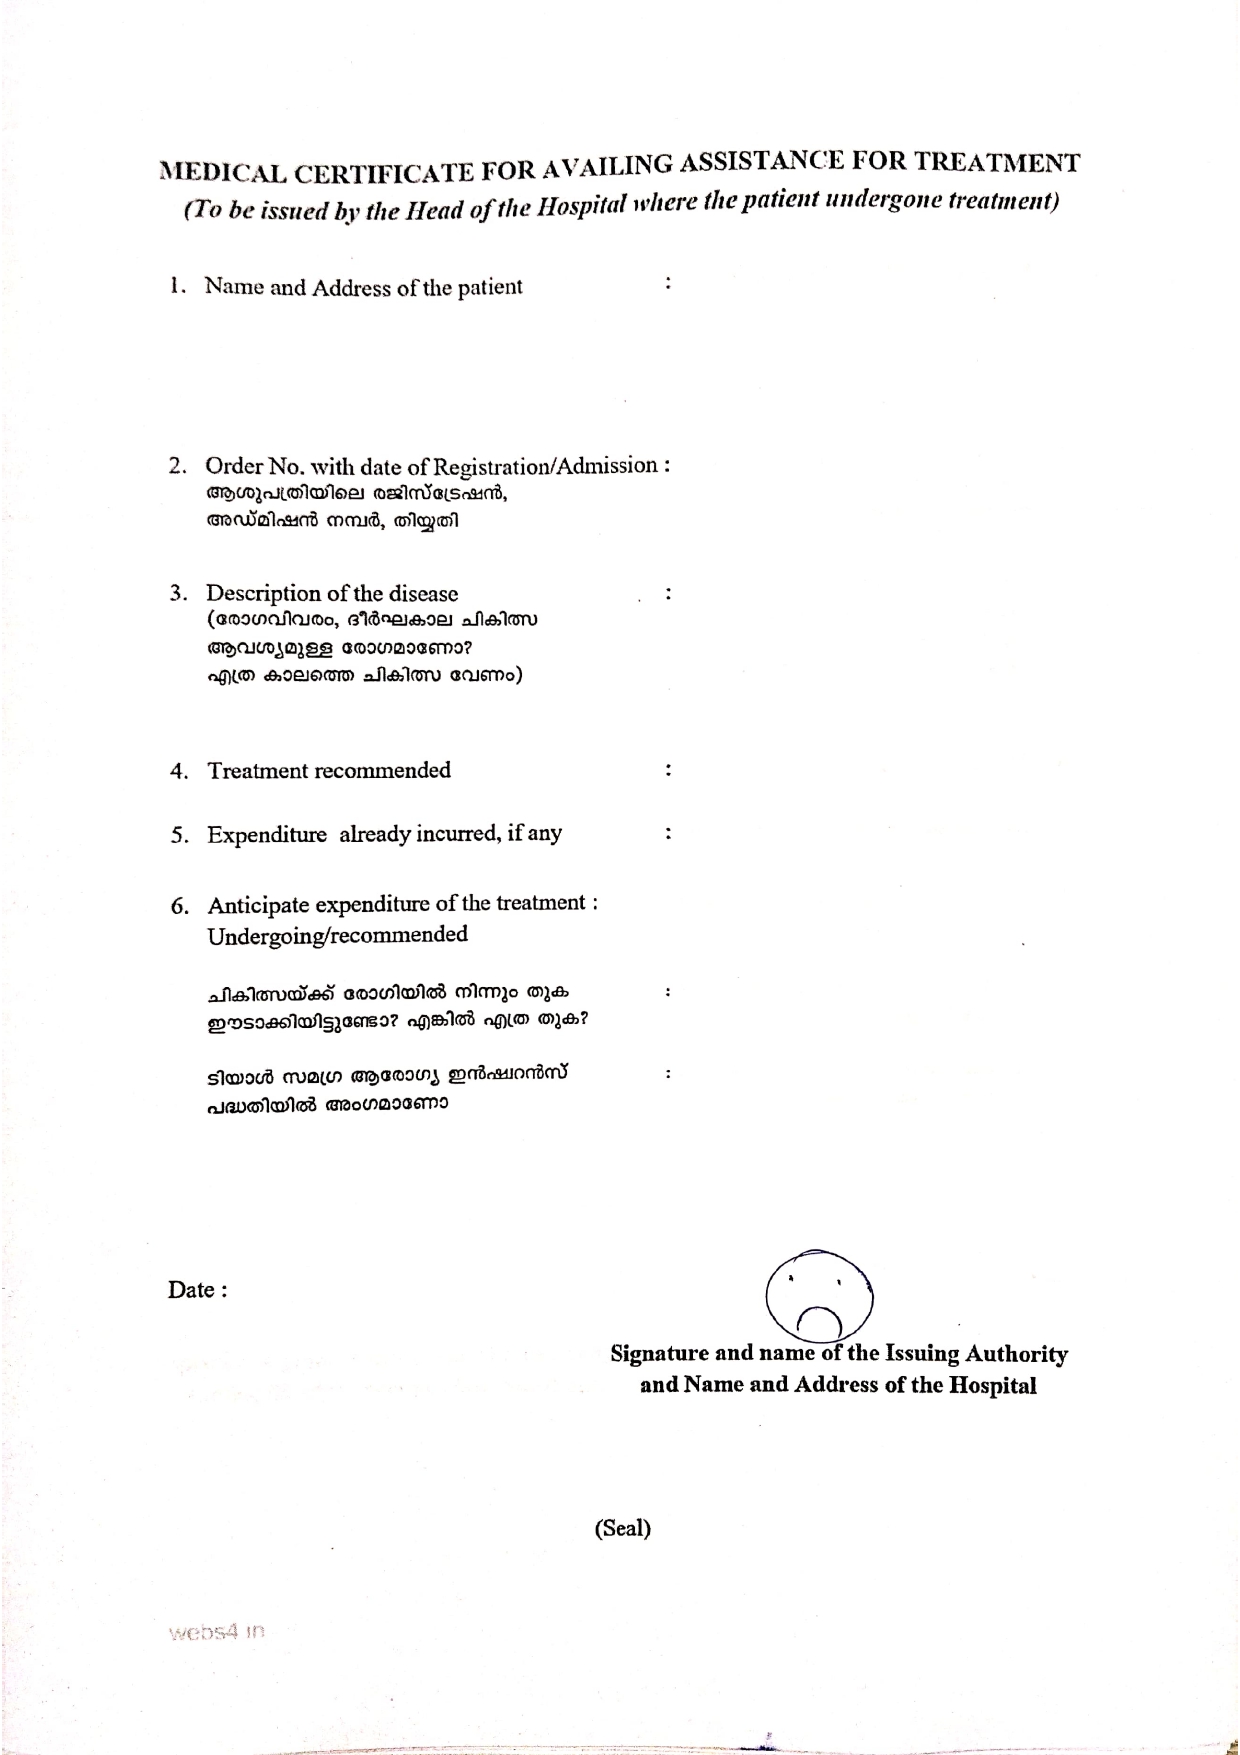 MEDICAL CERTIFICATE FOR AVAILING ASSISTANCE FOR TREATMENT
(To be issued by the Head of the Hospital where the patient undergone treatment)
1. Name and Address of the patient :
2. Order No. with date of Registration/Admission :
ആശുപത്രിയിലെ രജിസ്ട്രേഷൻ,
അഡ്മിഷൻ നമ്പർ, തിയ്യതി
3. Description of the disease :
(രോഗവിവരം, ദീർഘകാല ചികിത്സ
ആവശ്യമുള്ള രോഗമാണോ?
എത്ര കാലത്തെ ചികിത്സ വേണം)
4. Treatment recommended :
5. Expenditure already incurred, if any :
6. Anticipate expenditure of the treatment :
Undergoing/recommended
ചികിത്സയ്ക്ക് രോഗിയിൽ നിന്നും തുക :
ഈടാക്കിയിട്ടുണ്ടോ? എങ്കിൽ എത്ര തുക?
ടിയാൾ സമഗ്ര ആരോഗ്യ ഇൻഷുറൻസ് :
പദ്ധതിയിൽ അംഗമാണോ
Date :
Signature and name of the Issuing Authority
and Name and Address of the Hospital
(Seal)
webs4 in